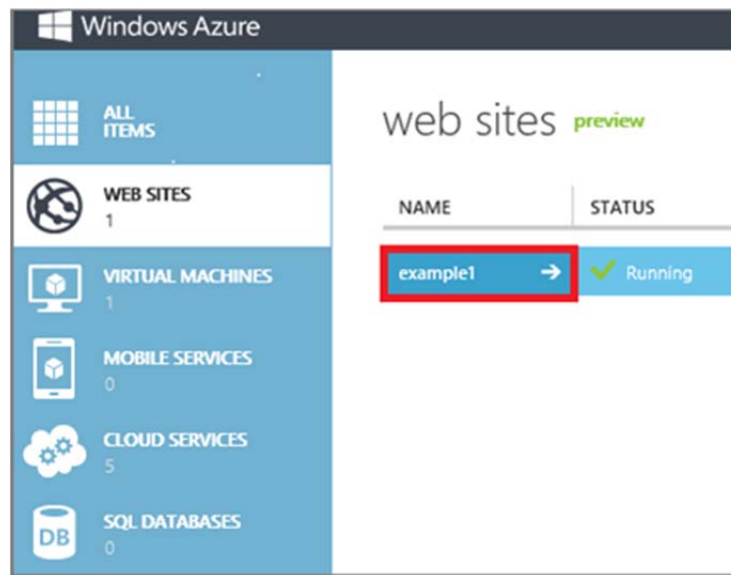 Windows Azure
ALL
ITEMS
WEB SITES
1
VIRTUAL MACHINES
1
MOBILE SERVICES
0
CLOUD SERVICES
5
DB
SQL DATABASES
0
web sites preview
NAME STATUS
example1 Running